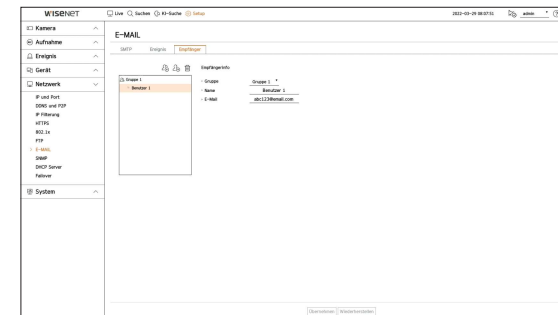 WISENET Live Suchen KI-Suche Setup 2022-03-29 08:07:31 admin
Kamera
Aufnahme
Ereignis
Gerät
Netzwerk
IP und Port
DDNS und P2P
IP Filterung
HTTPS
802.1x
FTP
E-MAIL
SNMP
DHCP Server
Failover
System
E-MAIL
SMTP Ereignis Empfänger
Gruppe 1
Benutzer 1
Empfängerinfo
Gruppe Gruppe 1
Name Benutzer 1
E-Mail abc123@email.com
Übernehmen Wiederherstellen